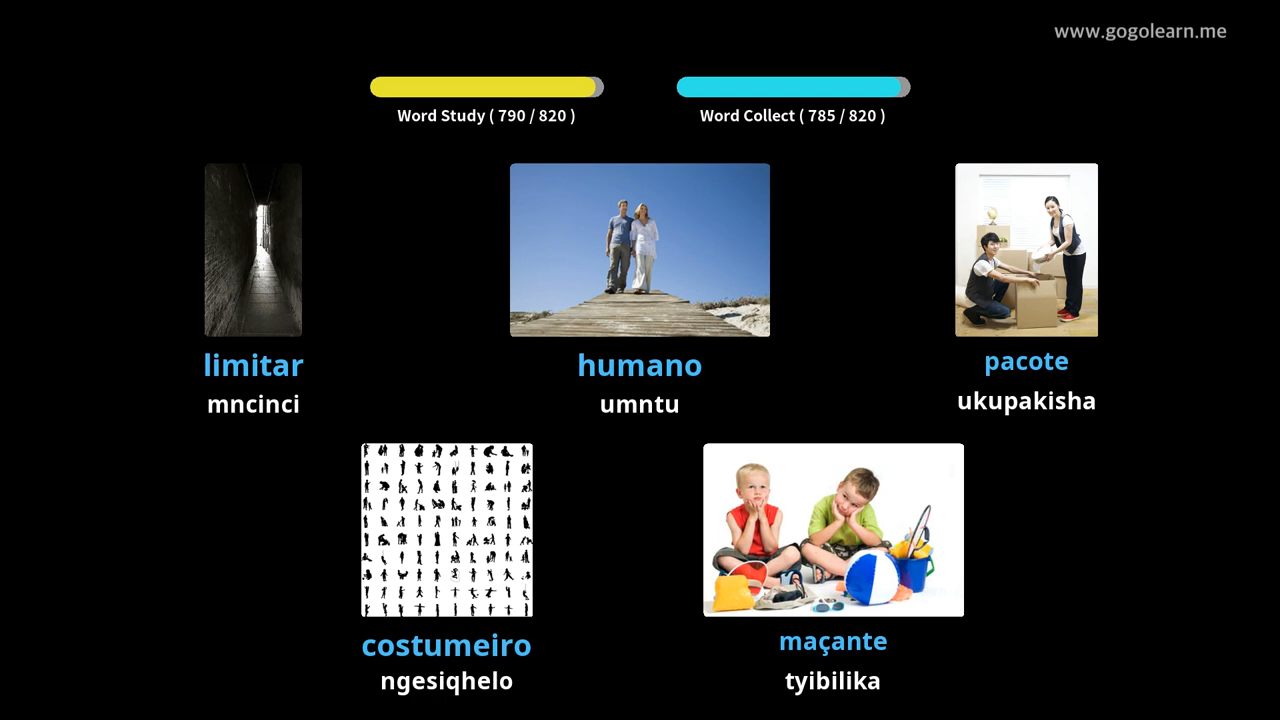 www.gogolearn.me
Word Study ( 790 / 820 )
Word Collect ( 785 / 820 )
limitar
mncinci
humano
umntu
pacote
ukupakisha
costumeiro
ngesiqhelo
maçante
tyibilika